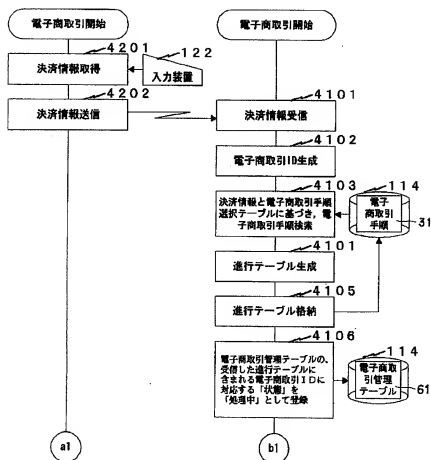 電子商取引開始
4201
122
決済情報取得
入力装置
4202
決済情報送信
a1
電子商取引開始
4101
決済情報受信
4102
電子商取引ID生成
4103
決済情報と電子商取引手順
選択テーブルに基づき，電
子商取引手順検索
114
電子
商取引
手順
31
4101
進行テーブル生成
4105
進行テーブル格納
4106
電子商取引管理テーブルの、
受信した進行テーブルに
含まれる電子商取引IDに
対応する「状態」を
「処理中」として登録
114
電子商取
引管理
テーブル
61
b1